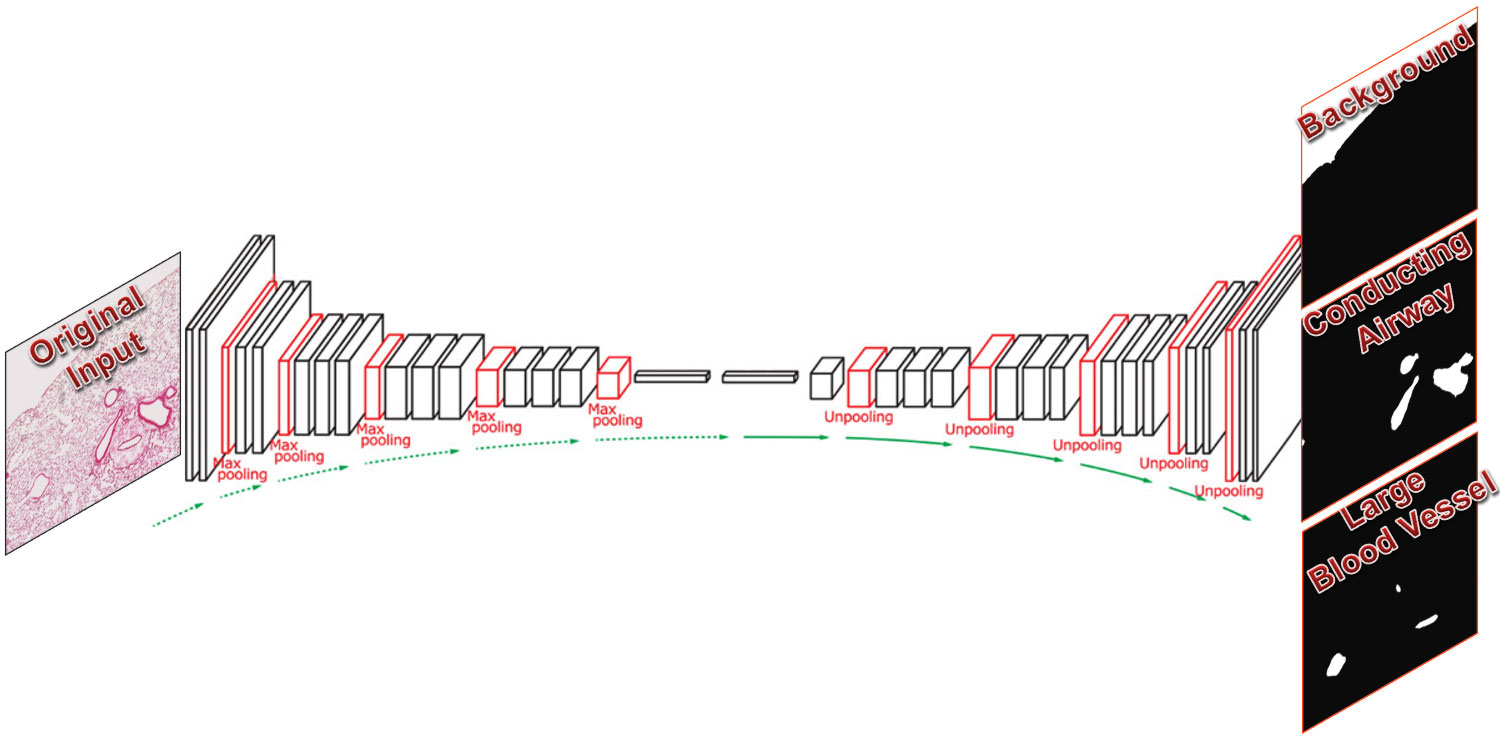 Original
Input
Max
pooling
Max
pooling
Max
pooling
Max
pooling
Max
pooling
Unpooling
Unpooling
Unpooling
Unpooling
Unpooling
Background
Conducting
Airway
Large
Blood Vessel